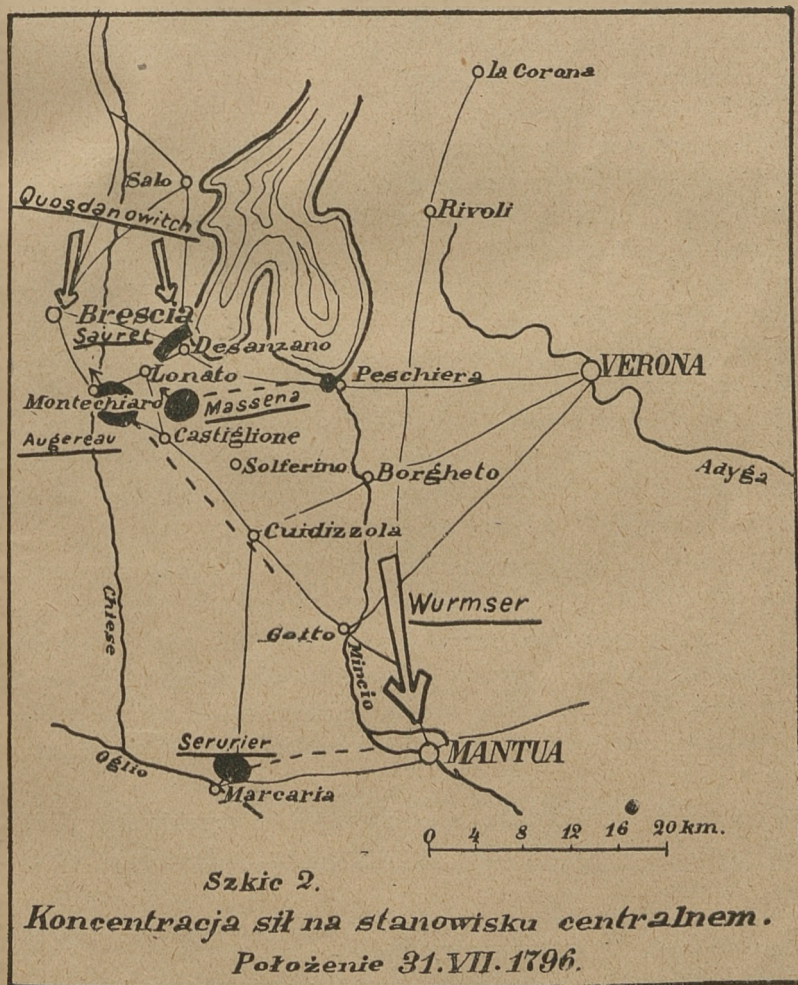 la Corona
Salo
Quosdanowitch
Rivoli
Brescia
Sauret
Desanzano
Lonato
Peschiera
VERONA
Montechiaro
Massena
Augereau
Castiglione
Solferino
Borgheto
Adyga
Cuidizzola
Chiese
Wurmser
Goito
Mincio
Serurier
MANTUA
Oglio
Marcaria
0 4 8 12 16 20 km.
Szkic 2.
Koncentracja sił na stanowisku centralnem.
Położenie 31.VII.1796.